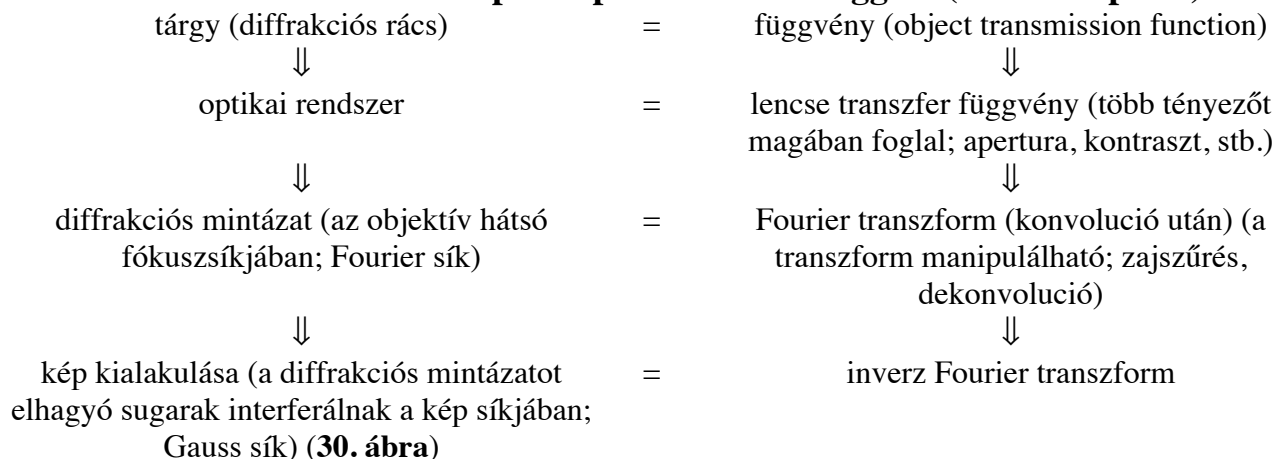 tárgy (diffrakciós rács) = függvény (object transmission function)
⇓ ⇓
optikai rendszer = lencse transzfer függvény (több tényezőt
magában foglal; apertura, kontraszt, stb.)
⇓ ⇓
diffrakciós mintázat (az objektív hátsó = Fourier transzform (konvolució után) (a
fókuszsíkjában; Fourier sík) transzform manipulálható; zajszűrés,
dekonvolució)
⇓ ⇓
kép kialakulása (a diffrakciós mintázatot = inverz Fourier transzform
elhagyó sugarak interferálnak a kép síkjában;
Gauss sík) (30. ábra)